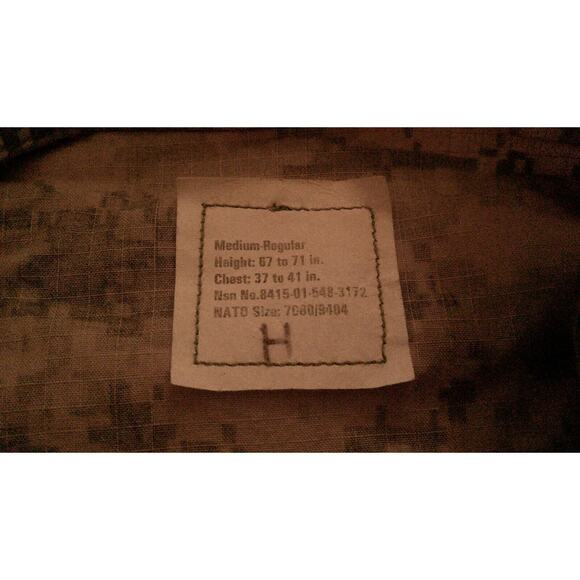 Medium-Regular
Height: 67 to 71 in.
Chest: 37 to 41 in.
Nsn No.8415-01-548-3172
NATO Size: 7080/9404
H